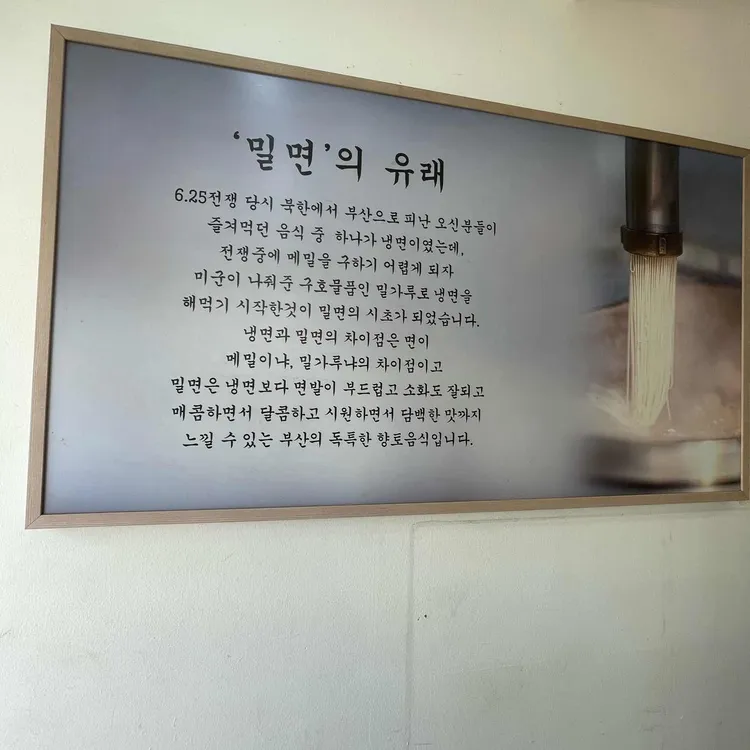 ‘밀면’의 유래
6.25전쟁 당시 북한에서 부산으로 피난 오신분들이
즐겨먹던 음식 중 하나가 냉면이였는데,
전쟁중에 메밀을 구하기 어렵게 되자
미군이 나눠준 구호물품인 밀가루로 냉면을
해먹기 시작한것이 밀면의 시초가 되었습니다.
냉면과 밀면의 차이점은 면이
메밀이냐, 밀가루냐의 차이점이고
밀면은 냉면보다 면발이 부드럽고 소화도 잘되고
매콤하면서 달콤하고 시원하면서 담백한 맛까지
느낄 수 있는 부산의 독특한 향토음식입니다.